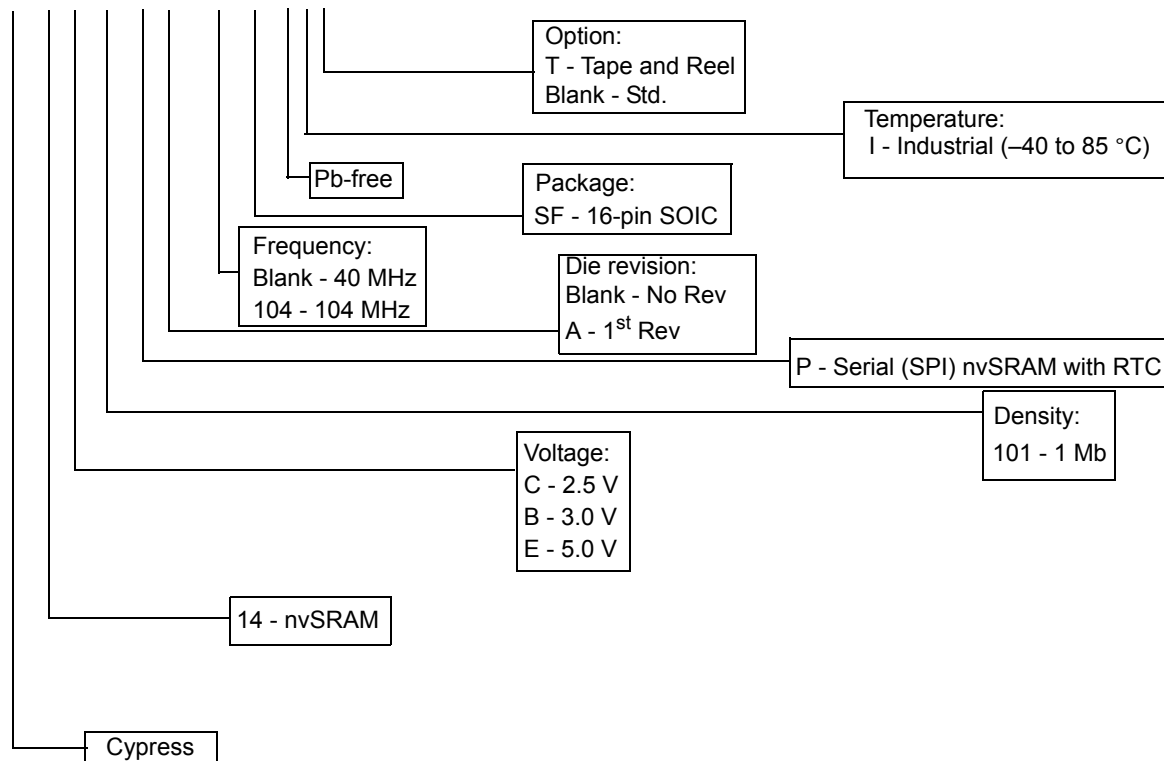 Option:
T - Tape and Reel
Blank - Std.
Temperature:
I - Industrial (–40 to 85 °C)
Pb-free
Package:
SF - 16-pin SOIC
Frequency:
Blank - 40 MHz
104 - 104 MHz
Die revision:
Blank - No Rev
A - 1st Rev
P - Serial (SPI) nvSRAM with RTC
Density:
101 - 1 Mb
Voltage:
C - 2.5 V
B - 3.0 V
E - 5.0 V
14 - nvSRAM
Cypress